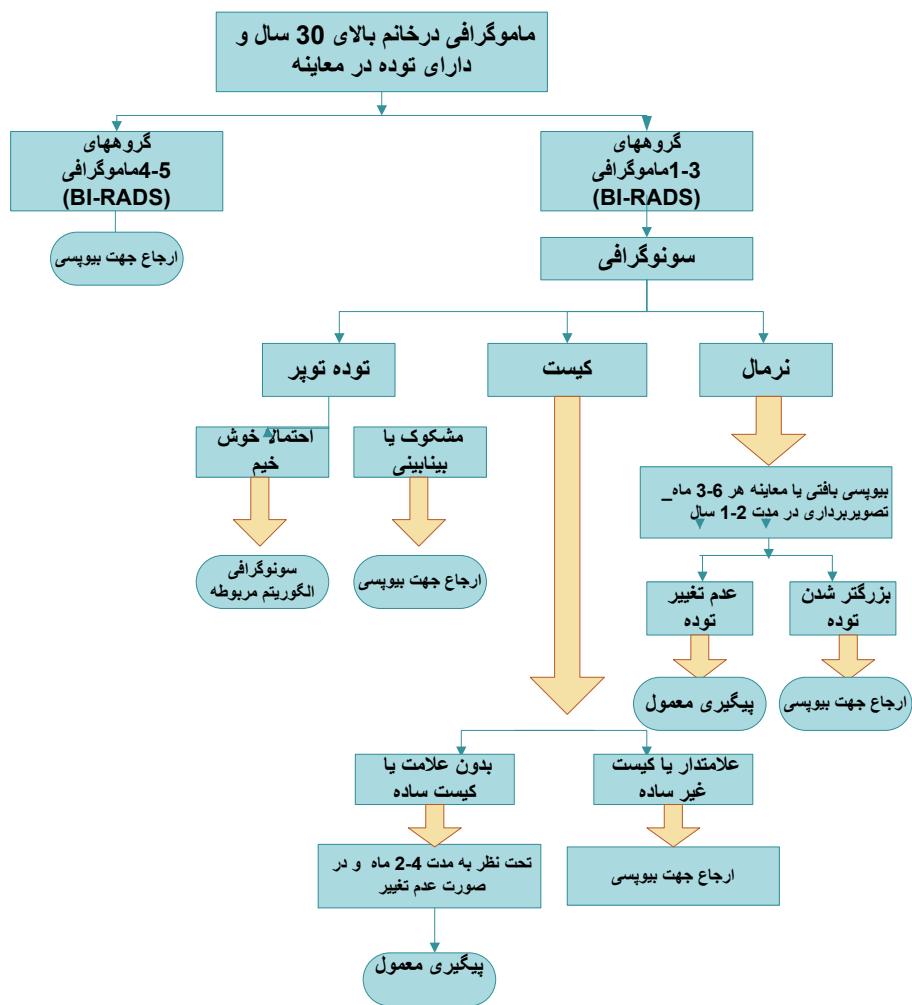 ماموگرافی درخانم بالای 30 سال و
دارای توده در معاینه
گروههای
1-3ماموگرافی
(BI-RADS)
گروههای
4-5ماموگرافی
(BI-RADS)
ارجاع جهت بیوپسی
سونوگرافی
نرمال
کیست
توده توپر
مشکوک یا
بینابینی
احتمالا خوش
خیم
بیوپسی بافتی یا معاینه هر 6-3 ماه_
تصویربرداری در مدت 2-1 سال
ارجاع جهت بیوپسی
سونوگرافی
الگوریتم مربوطه
بزرگتر شدن
توده
عدم تغییر
توده
ارجاع جهت بیوپسی
پیگیری معمول
علامتدار یا کیست
غیر ساده
بدون علامت یا
کیست ساده
ارجاع جهت بیوپسی
تحت نظر به مدت 4-2 ماه و در
صورت عدم تغییر
پیگیری معمول